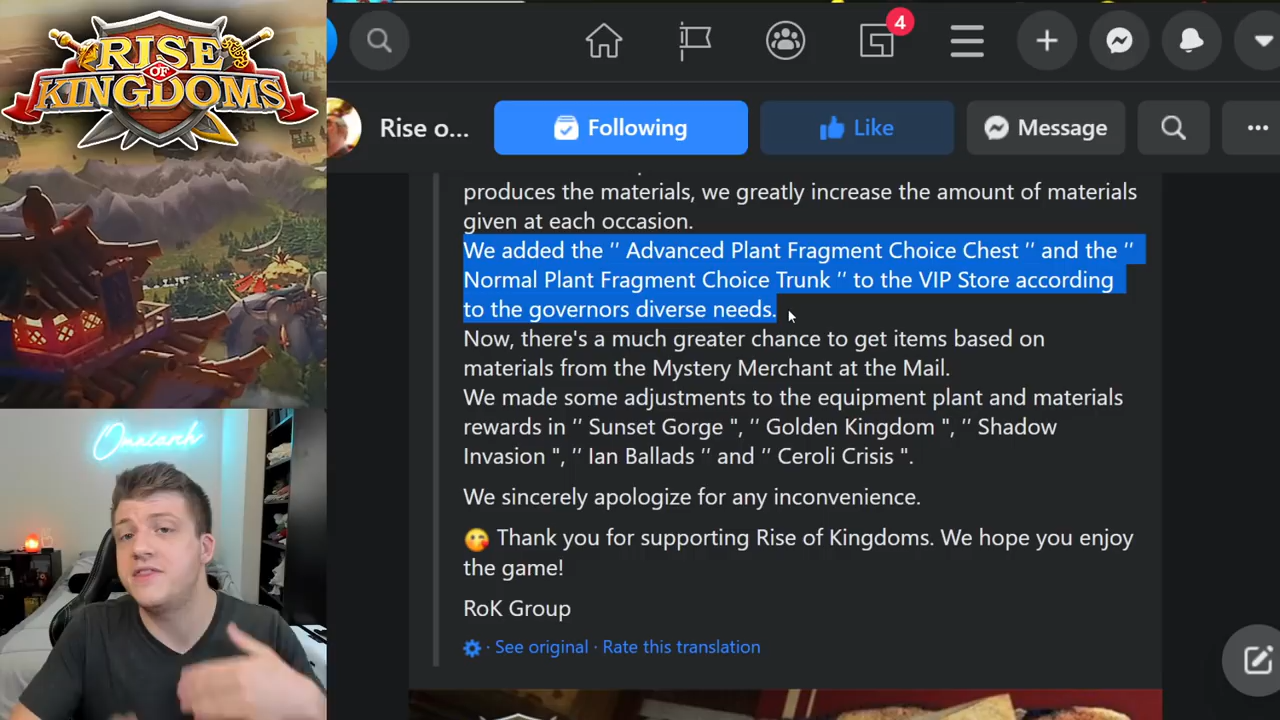 RISE
OF
KINGDOMS
4
Rise o...
Following
Like
Message
produces the materials, we greatly increase the amount of materials
given at each occasion.
We added the '' Advanced Plant Fragment Choice Chest '' and the ''
Normal Plant Fragment Choice Trunk '' to the VIP Store according
to the governors diverse needs.
Now, there's a much greater chance to get items based on
materials from the Mystery Merchant at the Mail.
We made some adjustments to the equipment plant and materials
rewards in '' Sunset Gorge ", '' Golden Kingdom ", '' Shadow
Invasion ", '' Ian Ballads '' and '' Ceroli Crisis ".
We sincerely apologize for any inconvenience.
😘 Thank you for supporting Rise of Kingdoms. We hope you enjoy
the game!
RoK Group
· See original · Rate this translation
Omniarch